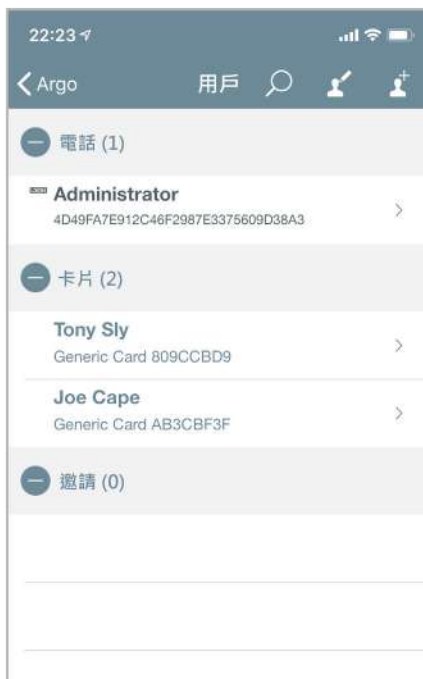 22:23
Argo
用戶
電話 (1)
Administrator
4D49FA7E912C46F2987E3375609D38A3
卡片 (2)
Tony Sly
Generic Card 809CCBD9
Joe Cape
Generic Card AB3CBF3F
邀請 (0)